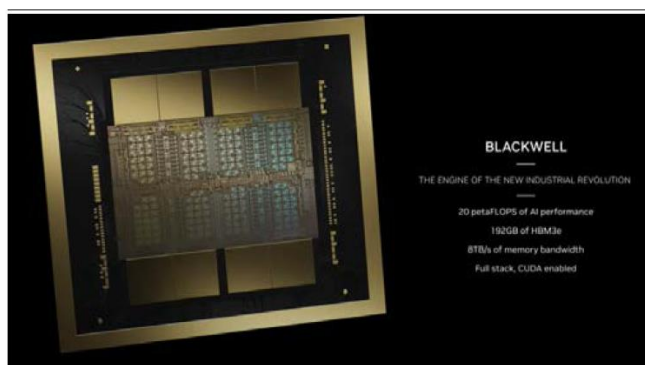 BLACKWELL
THE ENGINE OF THE NEW INDUSTRIAL REVOLUTION
20 petaFLOPS of AI performance
192GB of HBM3e
8TB/s of memory bandwidth
Full stack, CUDA enabled